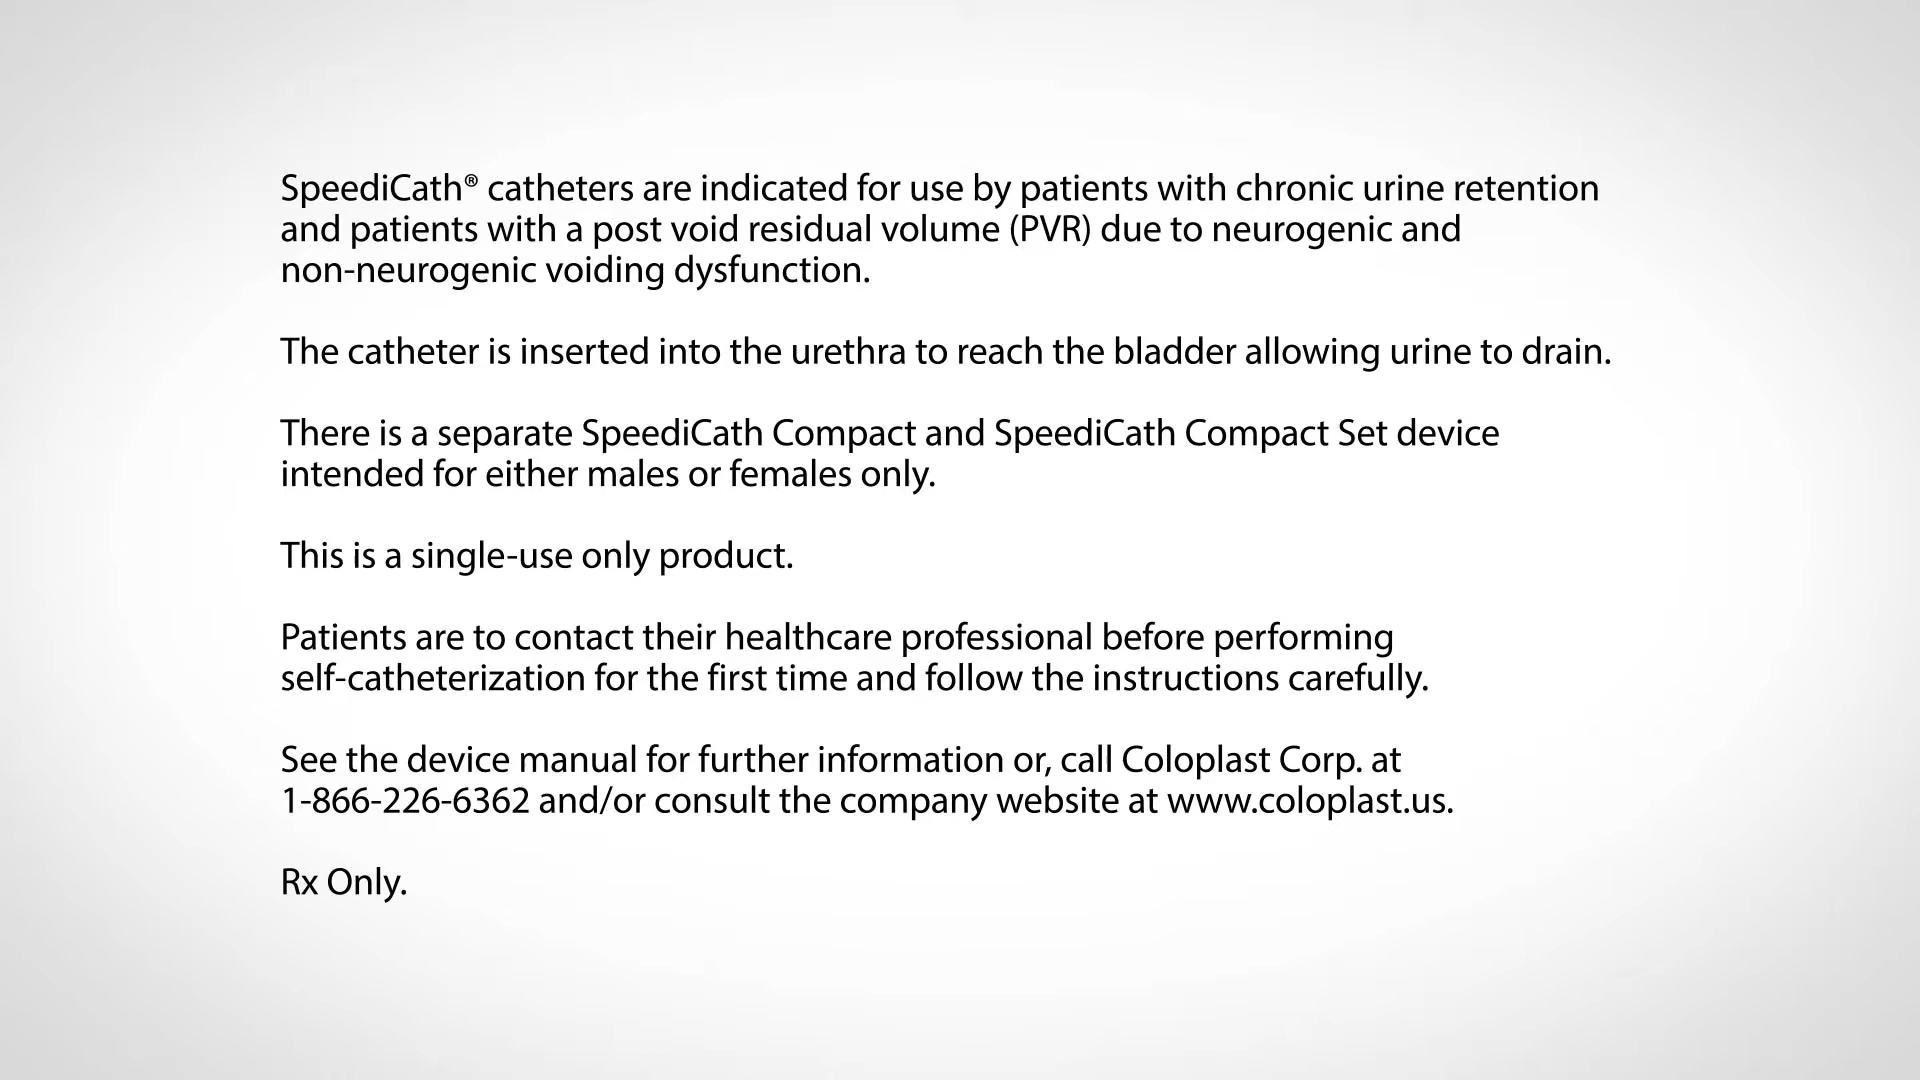 SpeediCath® catheters are indicated for use by patients with chronic urine retention
and patients with a post void residual volume (PVR) due to neurogenic and
non-neurogenic voiding dysfunction.
The catheter is inserted into the urethra to reach the bladder allowing urine to drain.
There is a separate SpeediCath Compact and SpeediCath Compact Set device
intended for either males or females only.
This is a single-use only product.
Patients are to contact their healthcare professional before performing
self-catheterization for the first time and follow the instructions carefully.
See the device manual for further information or, call Coloplast Corp. at
1-866-226-6362 and/or consult the company website at www.coloplast.us.
Rx Only.